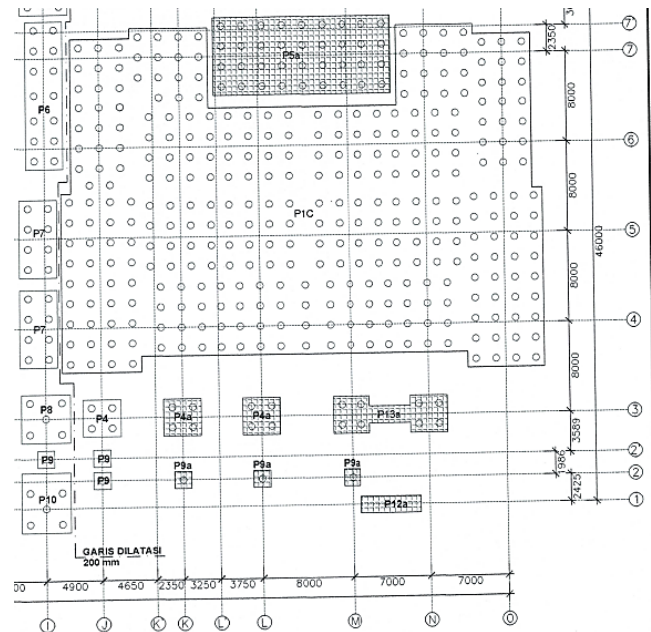 7'
2350
P5a
7
P6
8000
6
8000
P1C
P7
5
46000
8000
P7
4
8000
P8
P4
P4a
P4a
P13a
3
3589
P9
P9
2'
P9a
P9a
P9a
1986
P9
2
P10
P12a
2425
1
GARIS DILATASI
200 mm
4900
4650
2350
3250
3750
8000
7000
7000
I
J
K'
K
L'
L
M
N
O